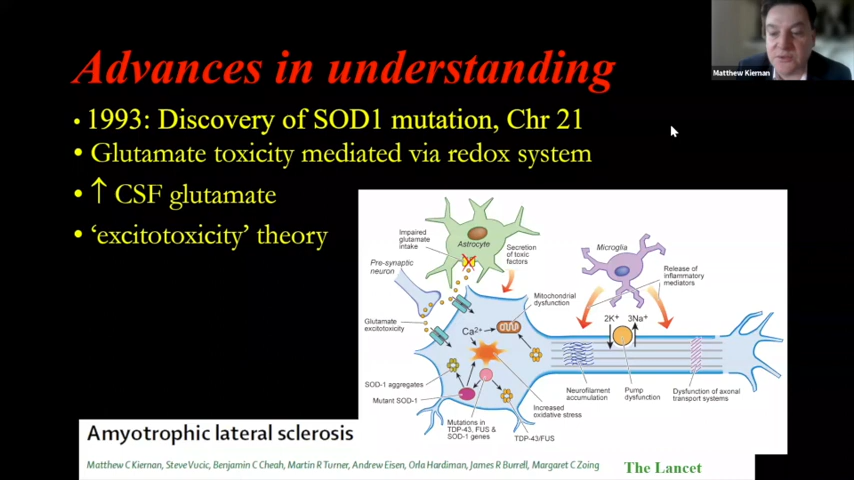 Matthew Kiernan
Advances in understanding
• 1993: Discovery of SOD1 mutation, Chr 21
• Glutamate toxicity mediated via redox system
• ↑ CSF glutamate
• ‘excitotoxicity’ theory
Impaired
glutamate
intake
Astrocyte
Secretion
of toxic
factors
Microglia
Pre-synaptic
neuron
Release of
inflammatory
mediators
Mitochondrial
dysfunction
Glutamate
excitotoxicity
Ca2+
2K+ 3Na+
SOD-1 aggregates
Mutant SOD-1
Neurofilament
accumulation
Pump
dysfunction
Dysfunction of axonal
transport systems
Increased
oxidative stress
Mutations in
TDP-43, FUS &
SOD-1 genes
TDP-43/FUS
Amyotrophic lateral sclerosis
Matthew C Kiernan, Steve Vucic, Benjamin C Cheah, Martin R Turner, Andrew Eisen, Orla Hardiman, James R Burrell, Margaret C Zoing
The Lancet